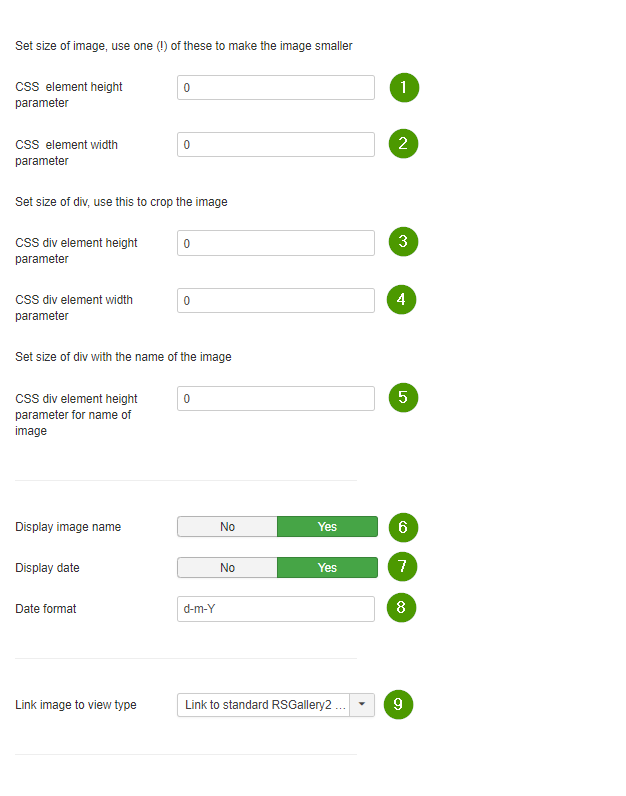 Set size of image, use one (!) of these to make the image smaller
CSS  element height
parameter
0
1
CSS  element width
parameter
0
2
Set size of div, use this to crop the image
CSS div element height
parameter
0
3
CSS div element width
parameter
0
4
Set size of div with the name of the image
CSS div element height
parameter for name of
image
0
5
Display image name
No
Yes
6
Display date
No
Yes
7
Date format
d-m-Y
8
Link image to view type
Link to standard RSGallery2 ...
9